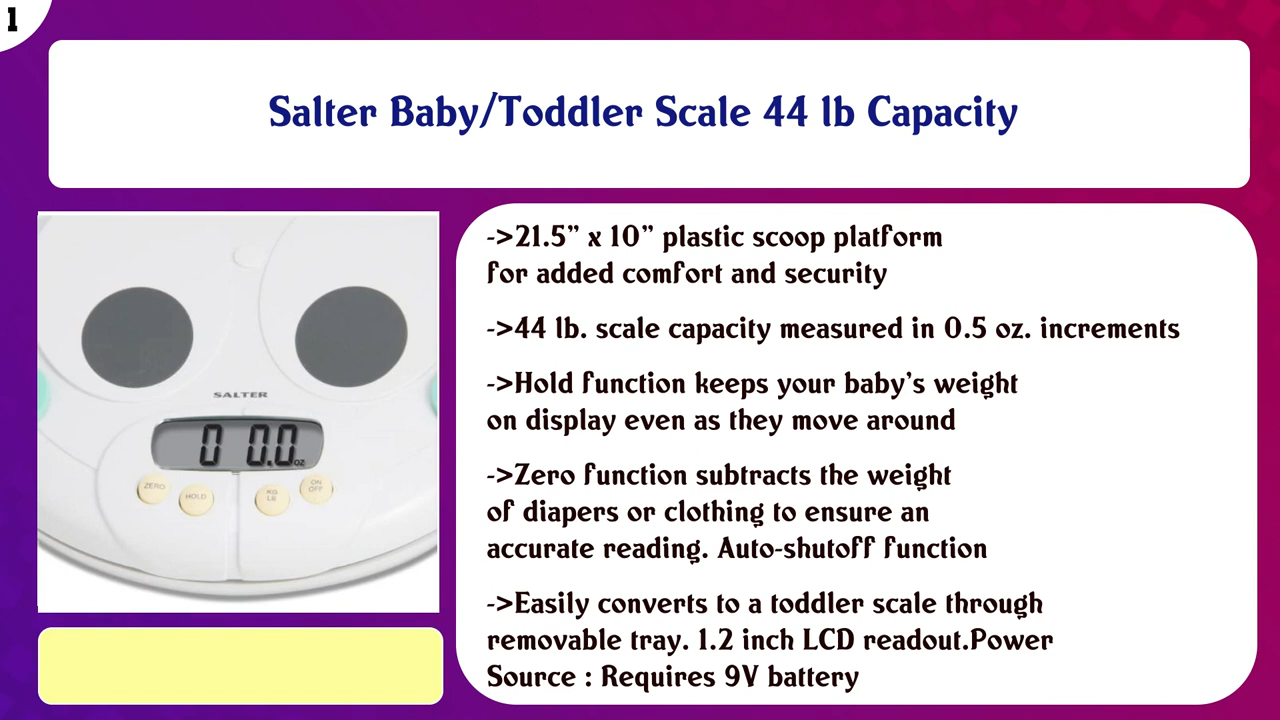 1
Salter Baby/Toddler Scale 44 lb Capacity
->21.5” x 10” plastic scoop platform
for added comfort and security
->44 lb. scale capacity measured in 0.5 oz. increments
->Hold function keeps your baby’s weight
on display even as they move around
->Zero function subtracts the weight
of diapers or clothing to ensure an
accurate reading. Auto-shutoff function
->Easily converts to a toddler scale through
removable tray. 1.2 inch LCD readout.Power
Source : Requires 9V battery
SALTER
0 0.0 oz
ZERO
HOLD
KG
LB
ON
OFF